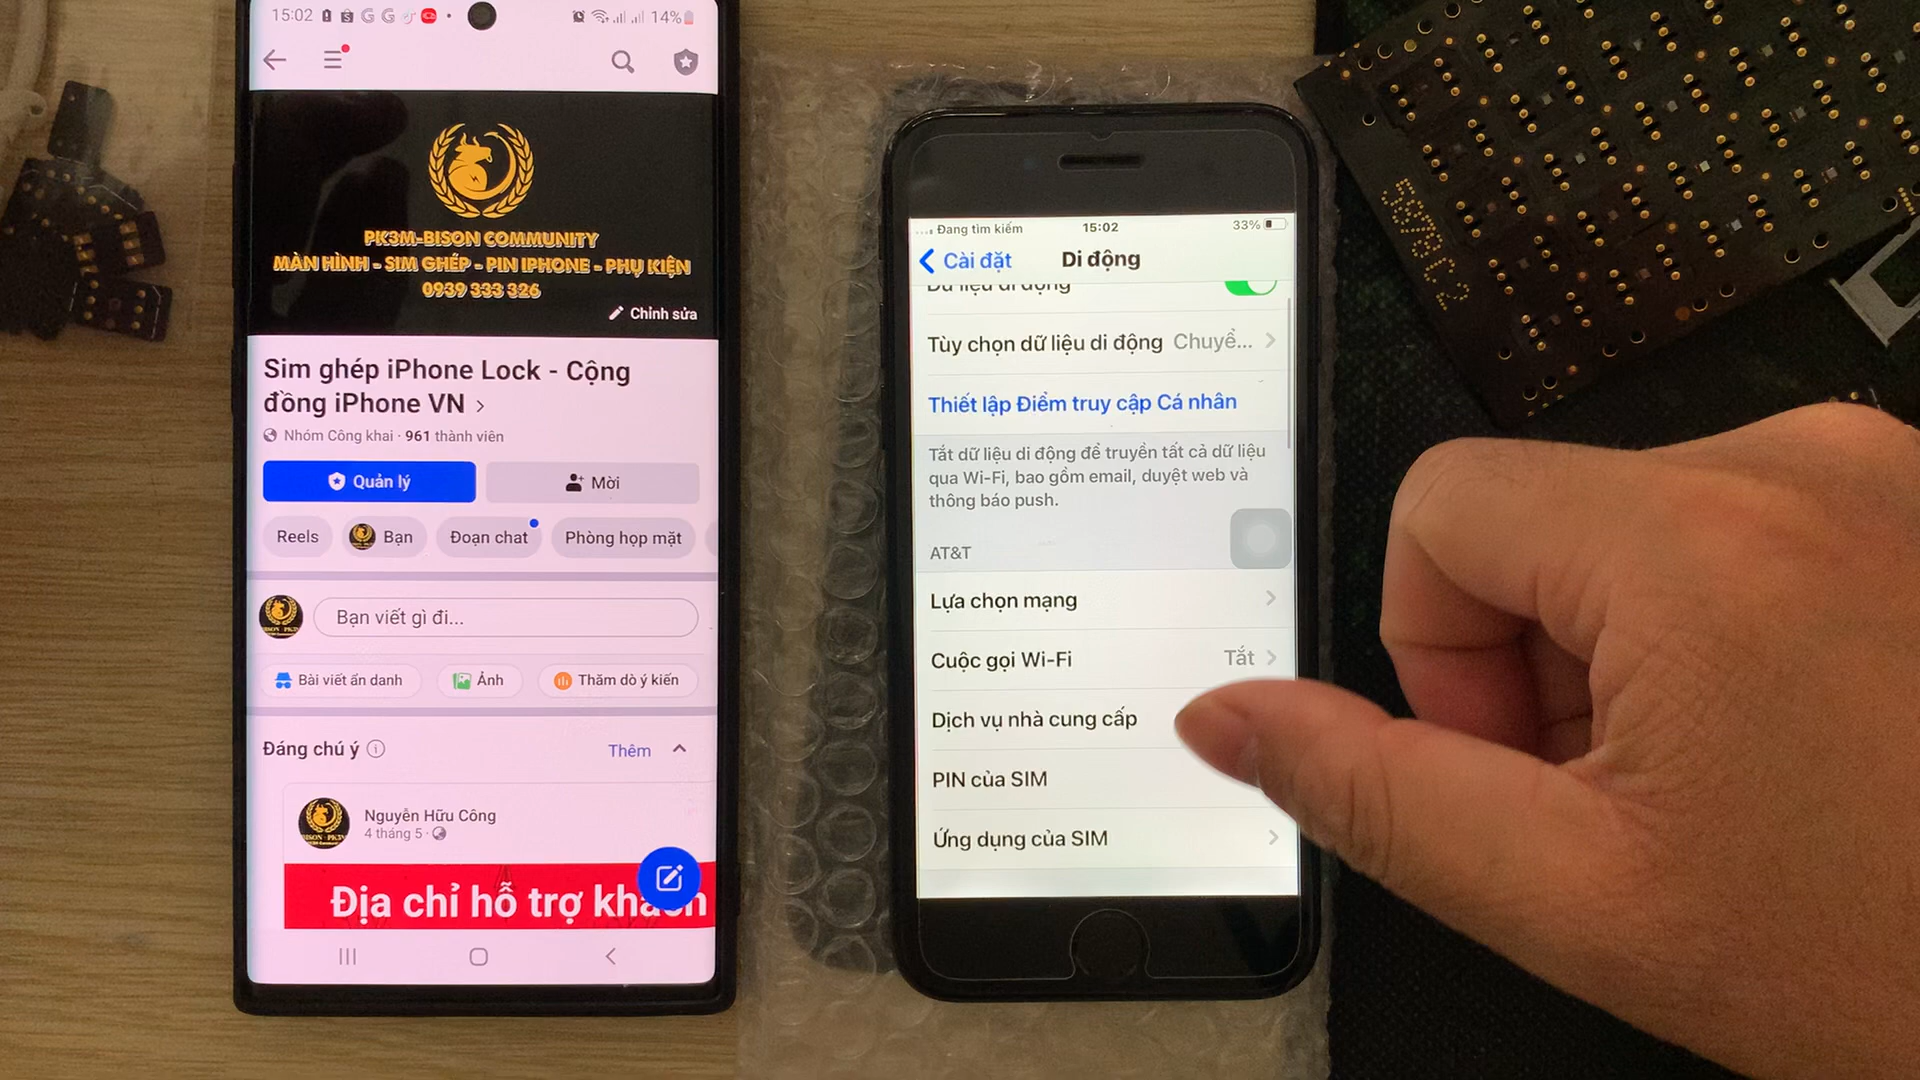 15:02
14%
PK3M-BISON COMMUNITY
MÀN HÌNH - SIM GHÉP - PIN IPHONE - PHỤ KIỆN
0939 333 326
Chỉnh sửa
Sim ghép iPhone Lock - Cộng
đồng iPhone VN
Nhóm Công khai · 961 thành viên
Quản lý
Mời
Reels
Bạn
Đoạn chat
Phòng họp mặt
Bạn viết gì đi...
Bài viết ẩn danh
Ảnh
Thăm dò ý kiến
Đáng chú ý
Thêm
Nguyễn Hữu Công
4 tháng 5 ·
Địa chỉ hỗ trợ khách
Đang tìm kiếm
15:02
33%
Cài đặt
Di động
Dữ liệu di động
Tùy chọn dữ liệu di động Chuyể...
Thiết lập Điểm truy cập Cá nhân
Tắt dữ liệu di động để truyền tất cả dữ liệu
qua Wi-Fi, bao gồm email, duyệt web và
thông báo push.
AT&T
Lựa chọn mạng
Cuộc gọi Wi-Fi Tắt
Dịch vụ nhà cung cấp
PIN của SIM
Ứng dụng của SIM